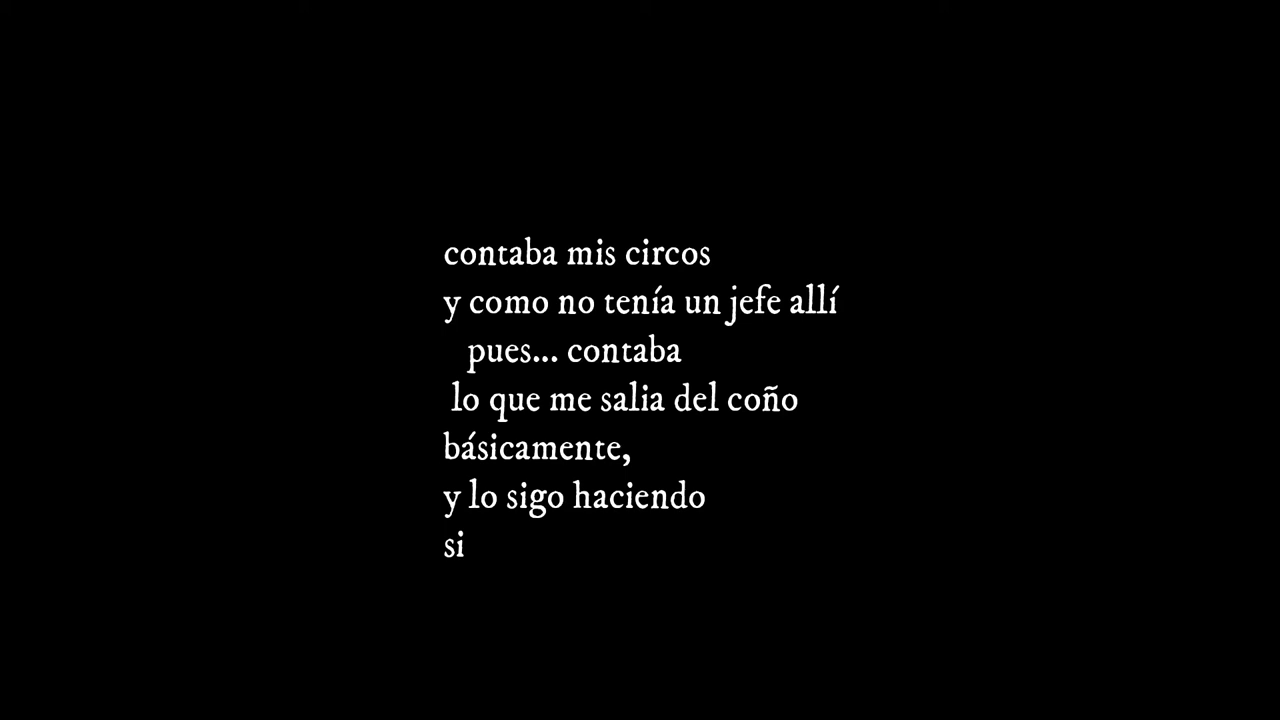 contaba mis circos
y como no tenía un jefe allí
pues... contaba
lo que me salia del coño
básicamente,
y lo sigo haciendo
si